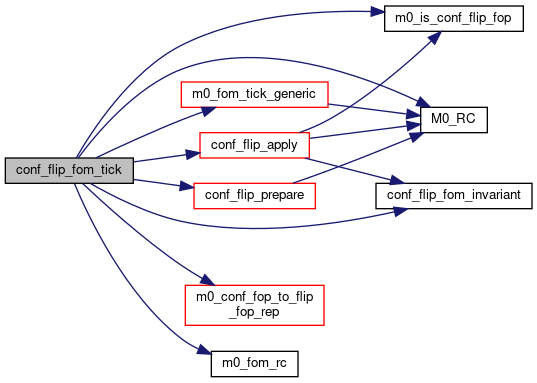 m0_is_conf_flip_fop
m0_fom_tick_generic
M0_RC
conf_flip_apply
conf_flip_fom_tick
conf_flip_prepare
conf_flip_fom_invariant
m0_conf_fop_to_flip
_fop_rep
m0_fom_rc